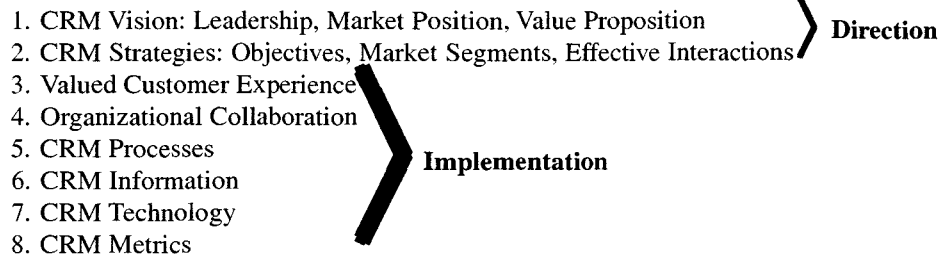 1. CRM Vision: Leadership, Market Position, Value Proposition
Direction
2. CRM Strategies: Objectives, Market Segments, Effective Interactions
3. Valued Customer Experience
4. Organizational Collaboration
5. CRM Processes
Implementation
6. CRM Information
7. CRM Technology
8. CRM Metrics